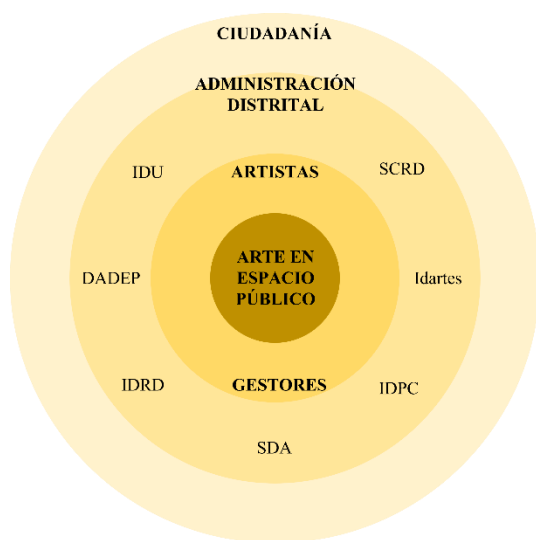 CIUDADANÍA
ADMINISTRACIÓN
DISTRITAL
IDU
ARTISTAS
SCRD
DADEP
ARTE EN
ESPACIO
PÚBLICO
Idartes
IDRD
GESTORES
IDPC
SDA